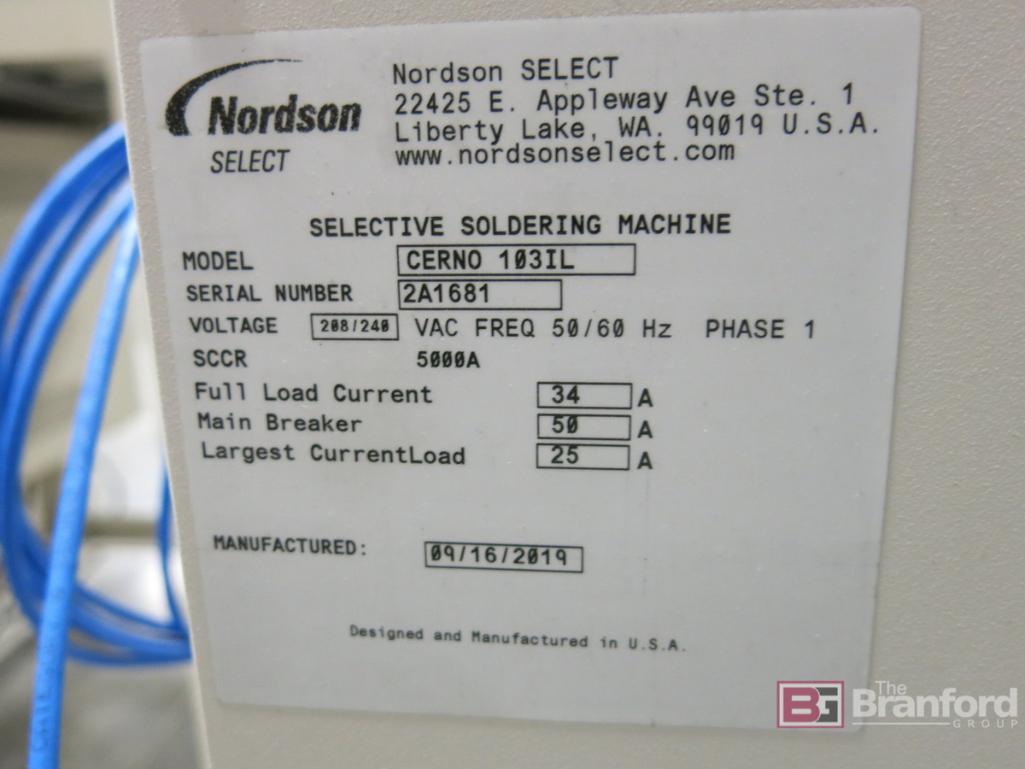 Nordson
SELECT
Nordson SELECT
22425 E. Appleway Ave Ste. 1
Liberty Lake, WA. 99019 U.S.A.
www.nordsonselect.com
SELECTIVE SOLDERING MACHINE
MODEL CERNO 103IL
SERIAL NUMBER 2A1681
VOLTAGE 208/240 VAC FREQ 50/60 Hz PHASE 1
SCCR 5000A
Full Load Current 34 A
Main Breaker 50 A
Largest CurrentLoad 25 A
MANUFACTURED: 09/16/2019
Designed and Manufactured in U.S.A.
BG The
Branford
GROUP